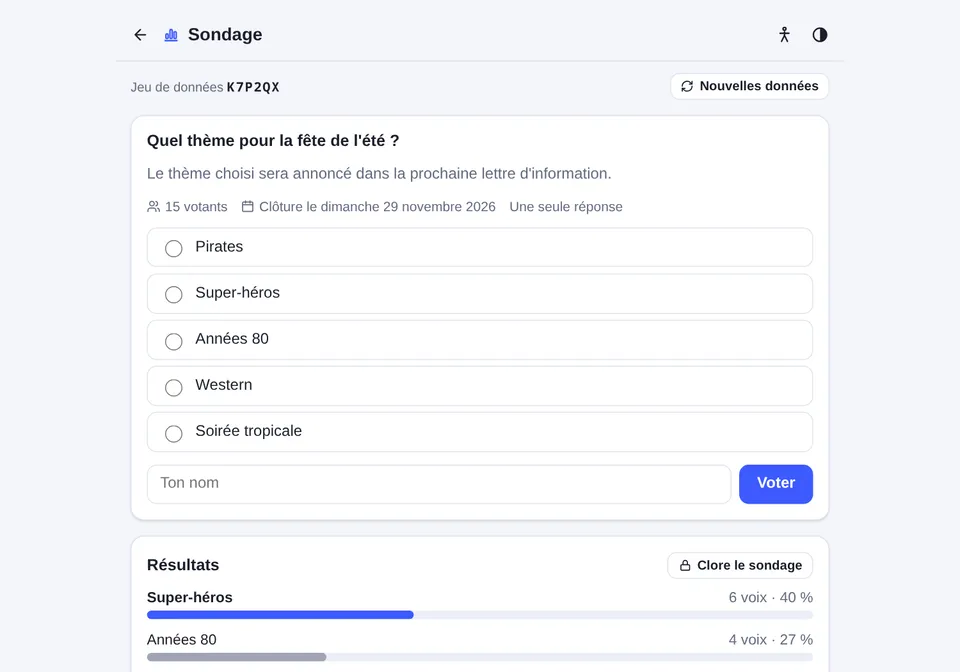 Sondage
Jeu de données K7P2QX
Nouvelles données
Quel thème pour la fête de l'été ?
Le thème choisi sera annoncé dans la prochaine lettre d'information.
15 votants Clôture le dimanche 29 novembre 2026 Une seule réponse
Pirates
Super-héros
Années 80
Western
Soirée tropicale
Ton nom
Voter
Résultats
Clore le sondage
Super-héros
6 voix · 40 %
Années 80
4 voix · 27 %